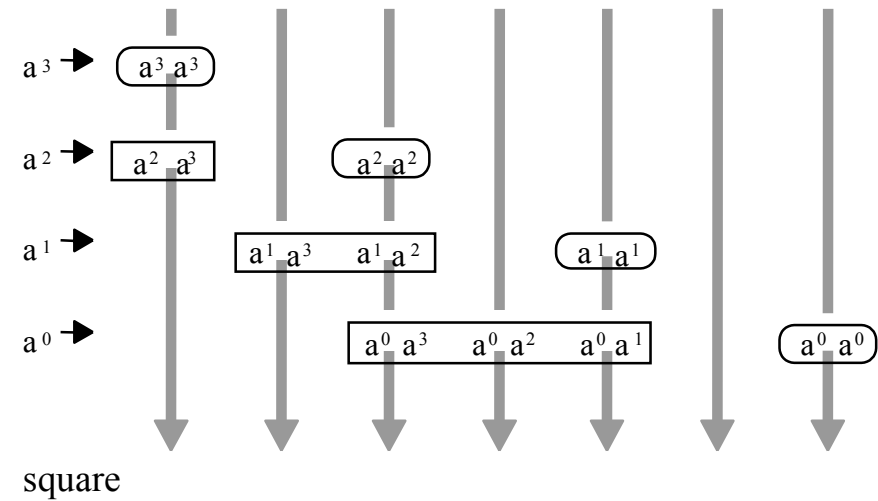 a³ a³ a³
a² a² a³ a² a²
a¹ a¹ a³ a¹ a² a¹ a¹
a⁰ a⁰ a³ a⁰ a² a⁰ a¹ a⁰ a⁰
square